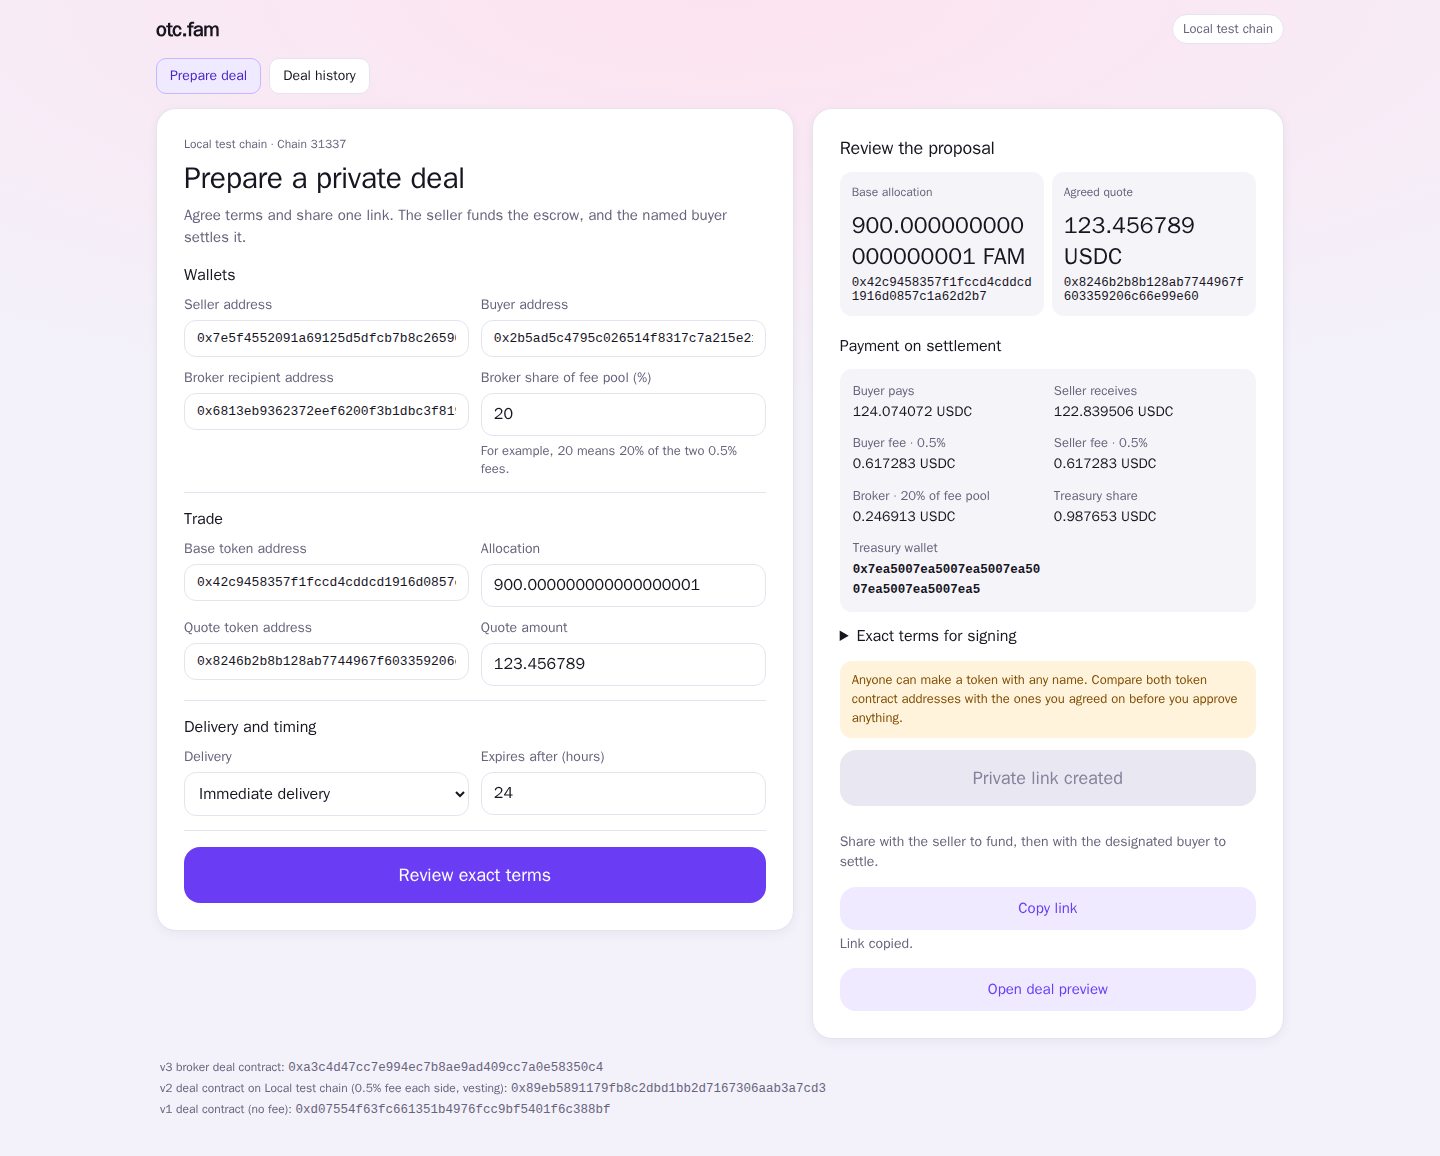 otc.fam
Local test chain
Prepare deal
Deal history
Local test chain · Chain 31337
Prepare a private deal
Agree terms and share one link. The seller funds the escrow, and the named buyer
settles it.
Wallets
Seller address
Buyer address
0x7e5f4552091a69125d5dfcb7b8c2659
0x2b5ad5c4795c026514f8317c7a215e2
Broker recipient address
Broker share of fee pool (%)
0x6813eb9362372eef6200f3b1dbc3f81
20
For example, 20 means 20% of the two 0.5%
fees.
Trade
Base token address
Allocation
0x42c9458357f1fccd4cddcd1916d0857
900.000000000000000001
Quote token address
Quote amount
0x8246b2b8b128ab7744967f603359206
123.456789
Delivery and timing
Delivery
Expires after (hours)
Immediate delivery
24
Review exact terms
Review the proposal
Base allocation
900.000000000
000000001 FAM
0x42c9458357f1fccd4cddcd
1916d0857c1a62d2b7
Agreed quote
123.456789
USDC
0x8246b2b8b128ab7744967f
603359206c66e99e60
Payment on settlement
Buyer pays
Seller receives
124.074072 USDC
122.839506 USDC
Buyer fee · 0.5%
Seller fee · 0.5%
0.617283 USDC
0.617283 USDC
Broker · 20% of fee pool
Treasury share
0.246913 USDC
0.987653 USDC
Treasury wallet
0x7ea5007ea5007ea5007ea50
07ea5007ea5007ea5
Exact terms for signing
Anyone can make a token with any name. Compare both token
contract addresses with the ones you agreed on before you approve
anything.
Private link created
Share with the seller to fund, then with the designated buyer to
settle.
Copy link
Link copied.
Open deal preview
v3 broker deal contract: 0xa3c4d47cc7e994ec7b8ae9ad409cc7a0e58350c4
v2 deal contract on Local test chain (0.5% fee each side, vesting): 0x89eb5891179fb8c2dbd1bb2d7167306aab3a7cd3
v1 deal contract (no fee): 0xd07554f63fc661351b4976fcc9bf5401f6c388bf